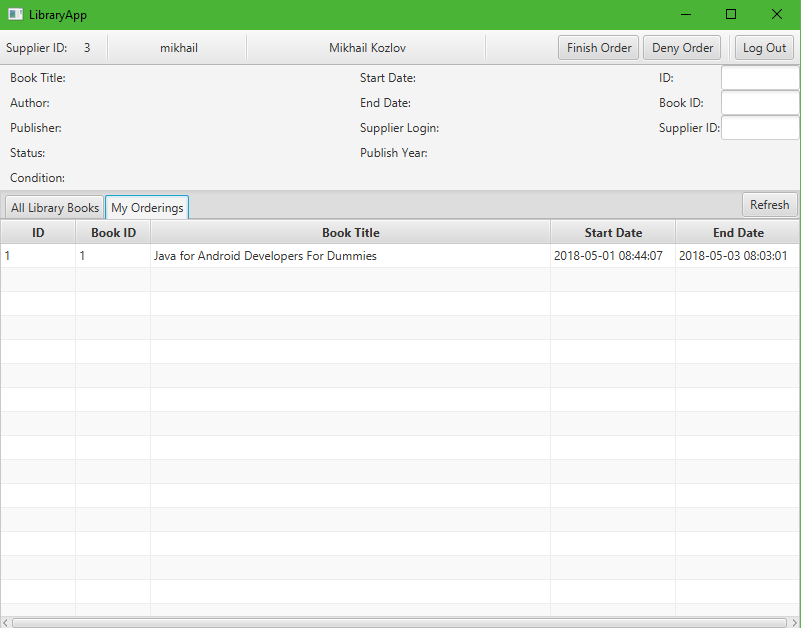 LibraryApp
Supplier ID: 3 mikhail Mikhail Kozlov Finish Order Deny Order Log Out
Book Title: Start Date: ID:
Author: End Date: Book ID:
Publisher: Supplier Login: Supplier ID:
Status: Publish Year:
Condition:
All Library Books My Orderings Refresh
ID Book ID Book Title Start Date End Date
1 1 Java for Android Developers For Dummies 2018-05-01 08:44:07 2018-05-03 08:03:01